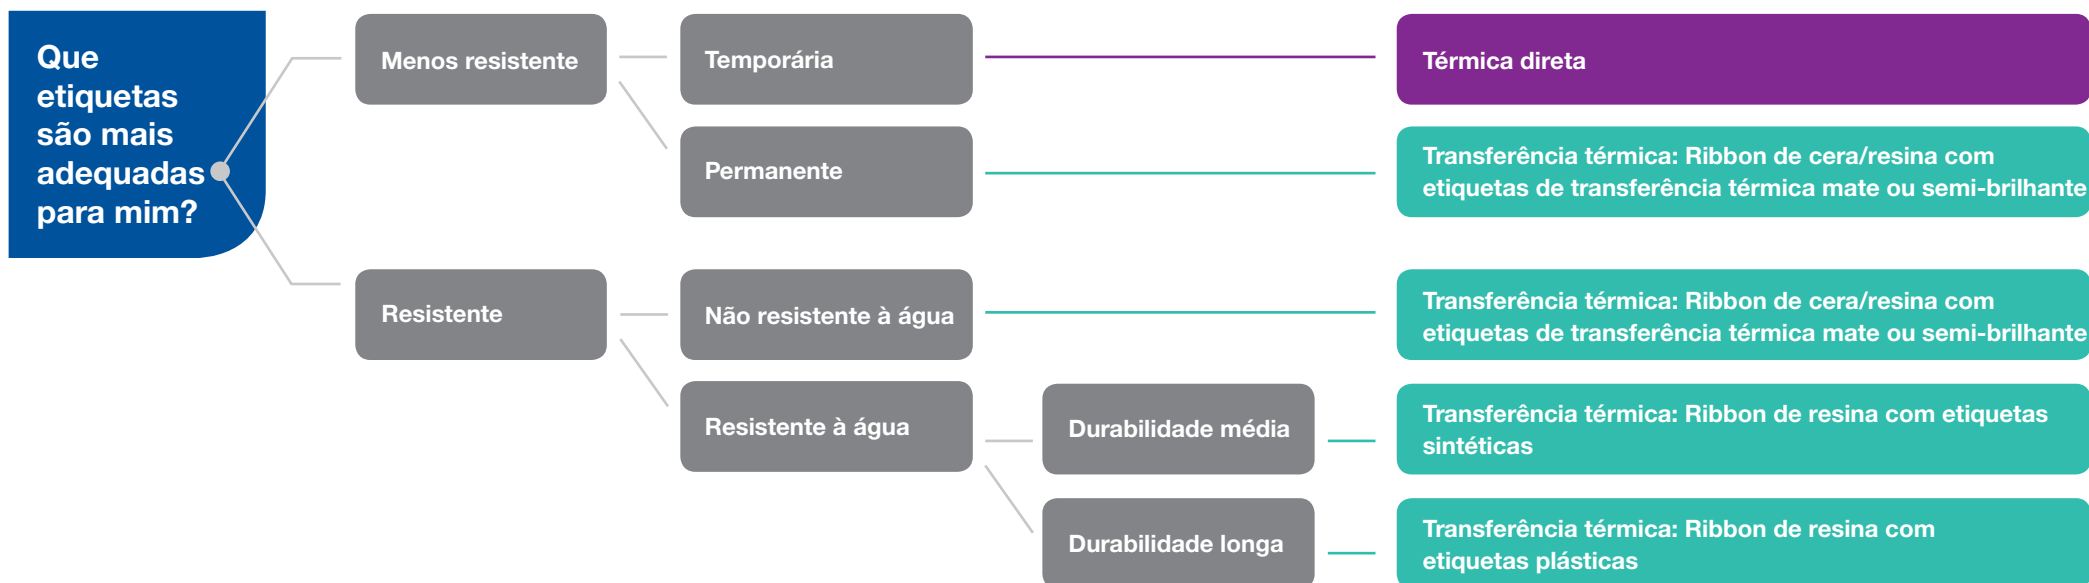 Que
etiquetas
são mais
adequadas
para mim?
Menos resistente
Temporária
Térmica direta
Permanente
Transferência térmica: Ribbon de cera/resina com
etiquetas de transferência térmica mate ou semi-brilhante
Resistente
Não resistente à água
Transferência térmica: Ribbon de cera/resina com
etiquetas de transferência térmica mate ou semi-brilhante
Resistente à água
Durabilidade média
Transferência térmica: Ribbon de resina com etiquetas
sintéticas
Durabilidade longa
Transferência térmica: Ribbon de resina com
etiquetas plásticas